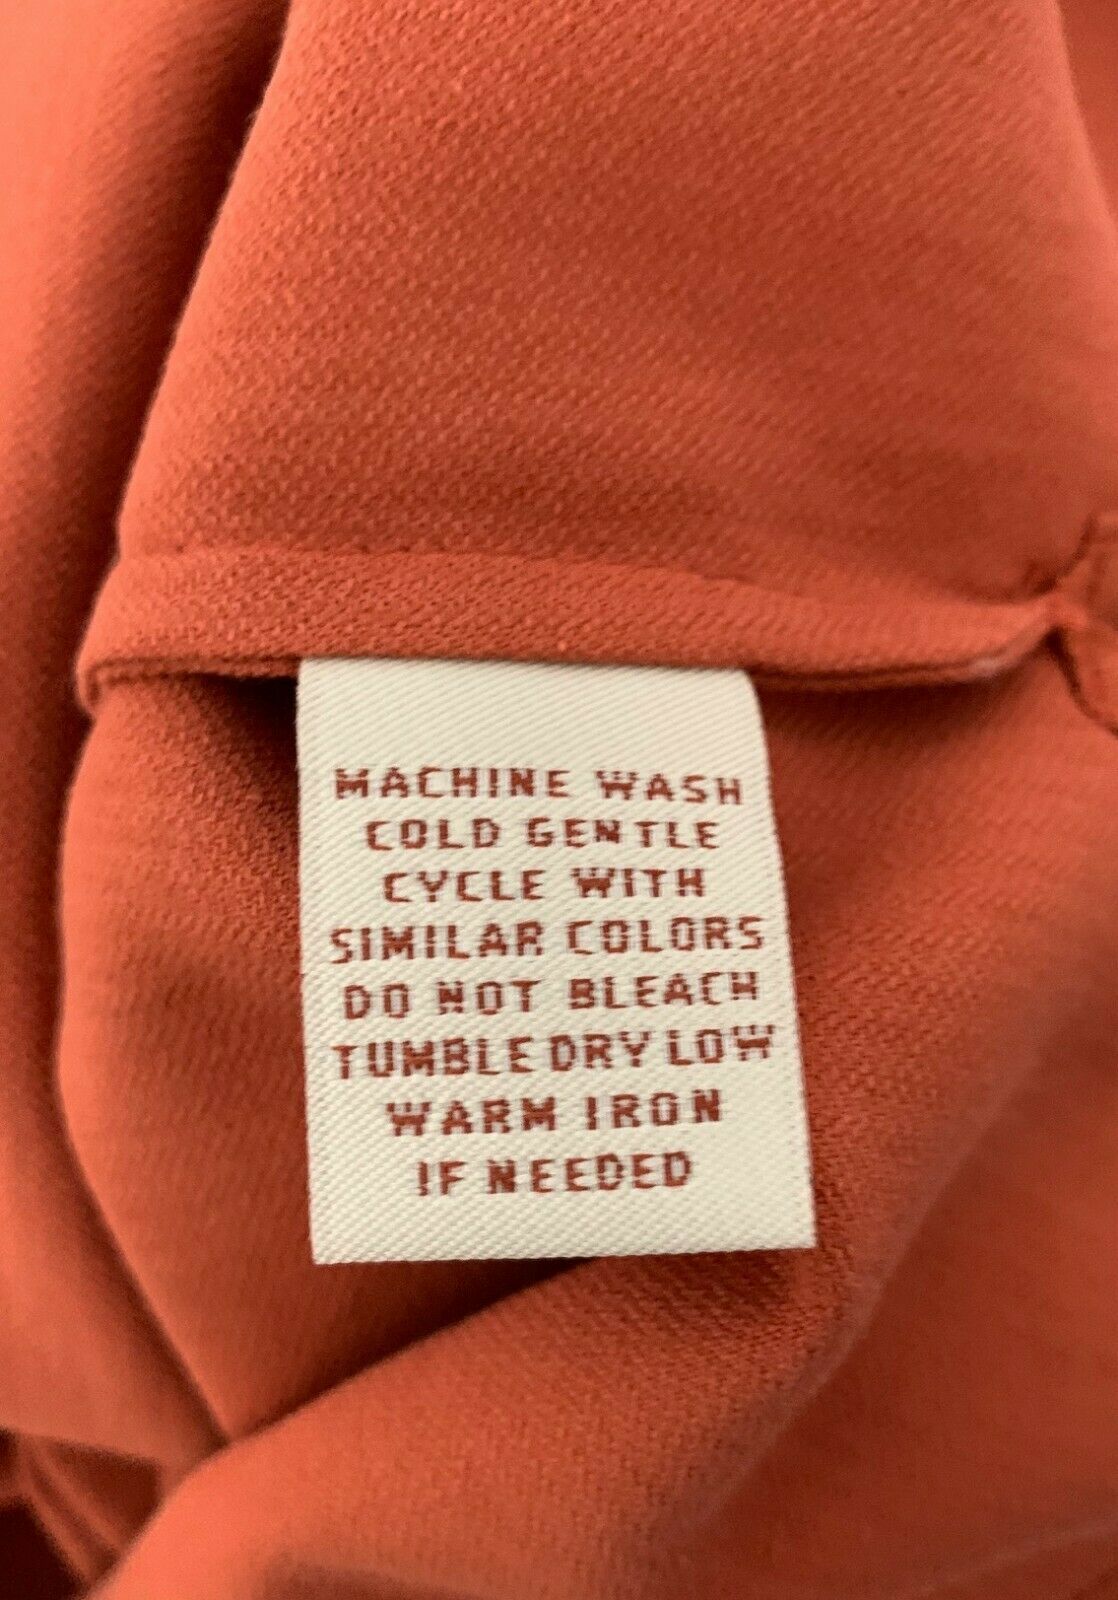 MACHINE WASH
COLD GENTLE
CYCLE WITH
SIMILAR COLORS
DO NOT BLEACH
TUMBLE DRY LOW
WARM IRON
IF NEEDED